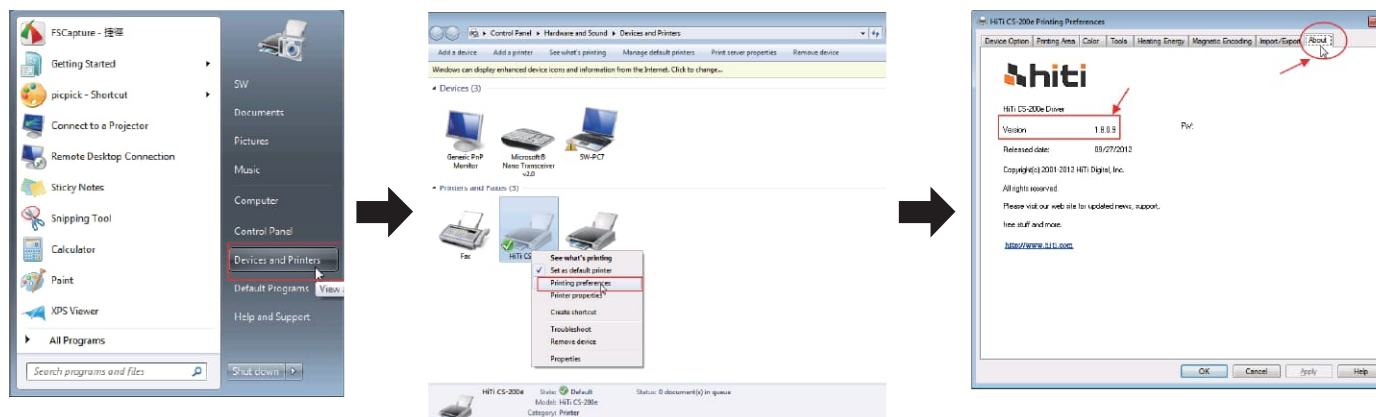 FSCapture - 捷徑
Getting Started
picpick - Shortcut
Connect to a Projector
Remote Desktop Connection
Sticky Notes
Snipping Tool
Calculator
Paint
XPS Viewer
All Programs
Search programs and files
SW
Documents
Pictures
Music
Computer
Control Panel
Devices and Printers
Default Programs
View
Help and Support
Shut down
Control Panel
Hardware and Sound
Devices and Printers
Add a device Add a printer See what's printing Manage default printers Print server properties Remove device
Windows can display enhanced device icons and information from the Internet. Click to change...
Devices (3)
Generic PnP
Monitor
Microsoft®
Nano Transceiver
v2.0
SW-PC7
Printers and Faxes (3)
Fax
HiTi CS
See what's printing
Set as default printer
Printing preferences
Printer properties
Create shortcut
Troubleshoot
Remove device
Properties
HiTi CS-200e State: Default Status: 0 document(s) in queue
Model: HiTi CS-200e
Category: Printer
HiTi CS-200e Printing Preferences
Device Option Printing Area Color Tools Heating Energy Magnetic Encoding Import/Export About
hiti
HiTi CS-200e Driver
Version 1.8.0.9
FW:
Released date: 09/27/2012
Copyright(c) 2001-2012 HiTi Digital, Inc.
All rights reserved.
Please visit our web site for updated news, support,
free stuff and more.
http://www.hiti.com
OK Cancel Apply Help